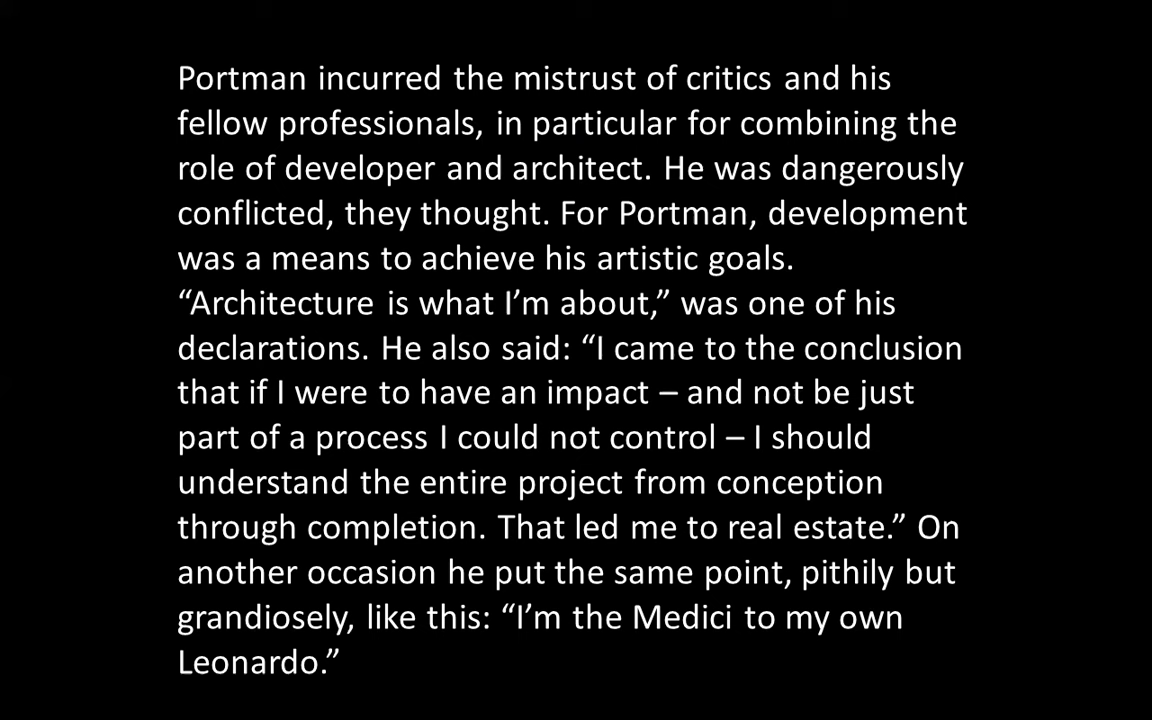 Portman incurred the mistrust of critics and his
fellow professionals, in particular for combining the
role of developer and architect. He was dangerously
conflicted, they thought. For Portman, development
was a means to achieve his artistic goals.
“Architecture is what I’m about,” was one of his
declarations. He also said: “I came to the conclusion
that if I were to have an impact – and not be just
part of a process I could not control – I should
understand the entire project from conception
through completion. That led me to real estate.” On
another occasion he put the same point, pithily but
grandiosely, like this: “I’m the Medici to my own
Leonardo.”